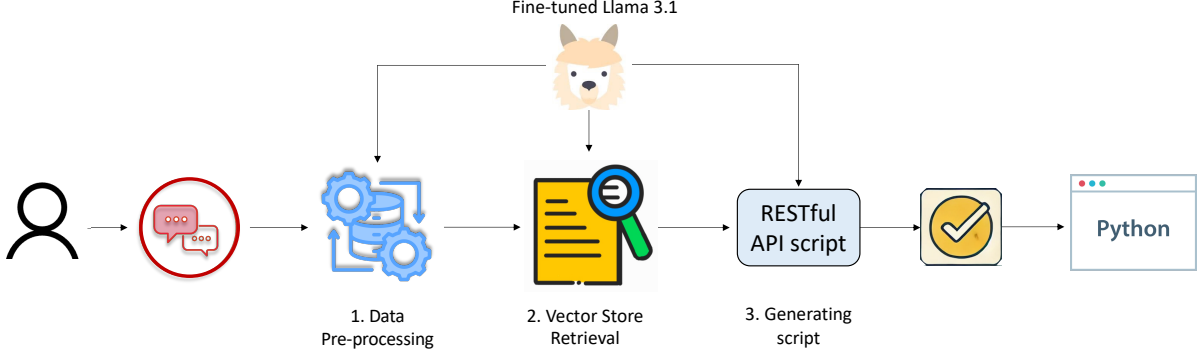 Fine-tuned Llama 3.1
RESTful
API script
Python
1. Data
Pre-processing
2. Vector Store
Retrieval
3. Generating
script